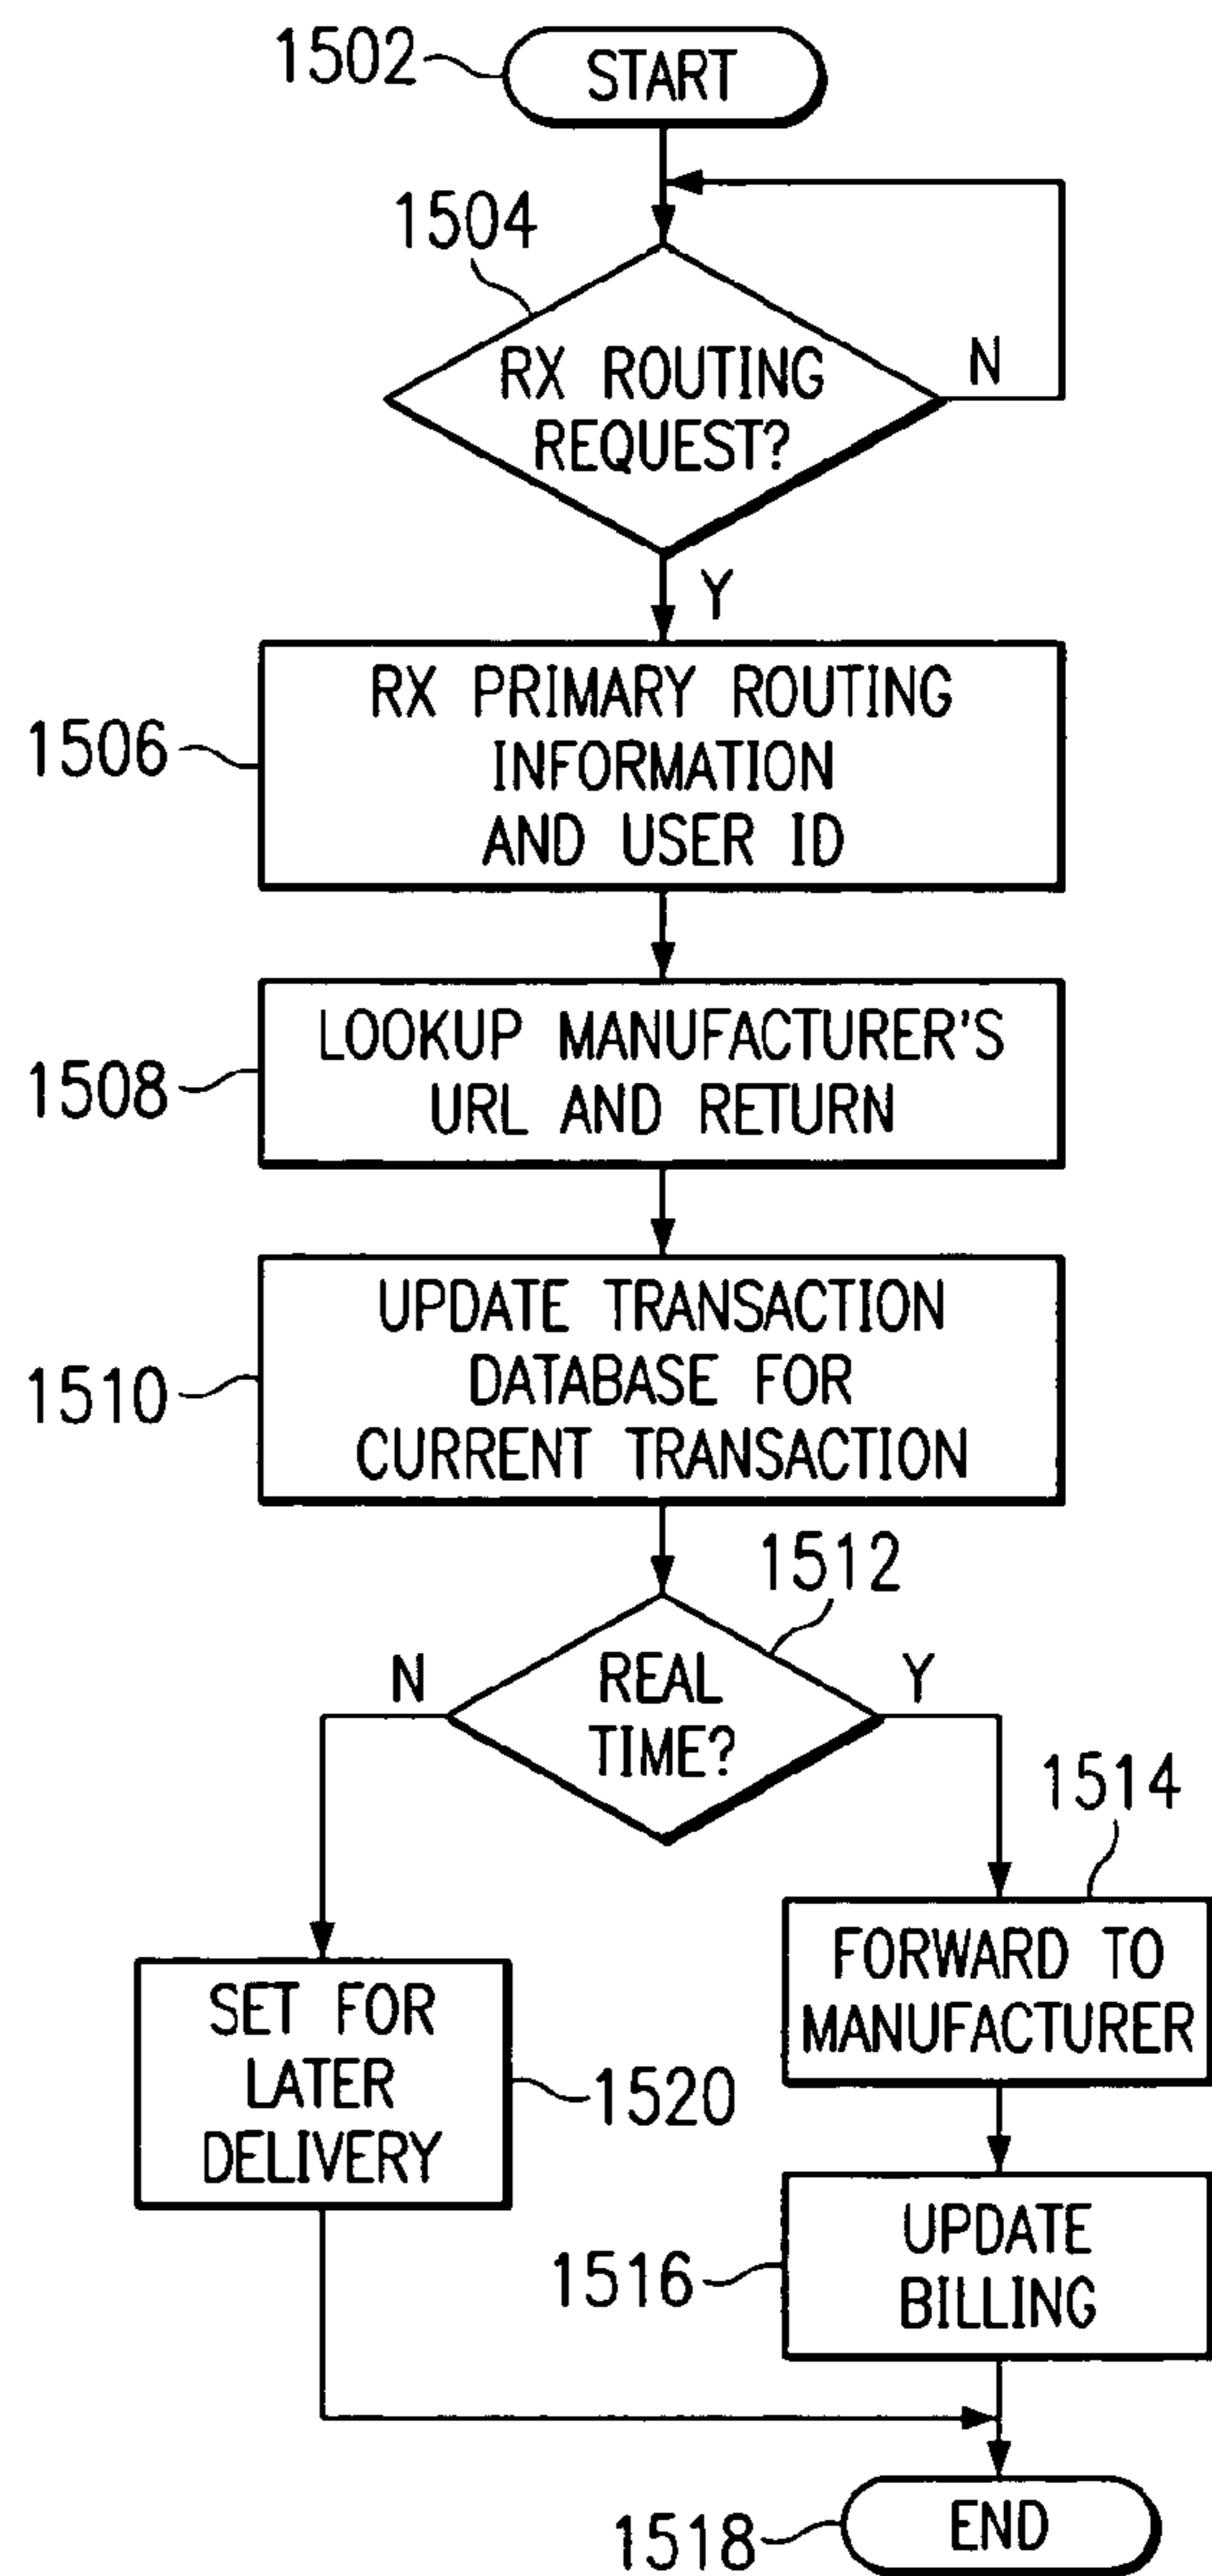 1502
START
1504
RX ROUTING
REQUEST?
N
Y
RX PRIMARY ROUTING
INFORMATION
AND USER ID
1506
LOOKUP MANUFACTURER'S
URL AND RETURN
1508
UPDATE TRANSACTION
DATABASE FOR
CURRENT TRANSACTION
1510
1512
N
REAL
TIME?
Y
1514
FORWARD TO
MANUFACTURER
SET FOR
LATER
DELIVERY
1520
UPDATE
BILLING
1516
END
1518